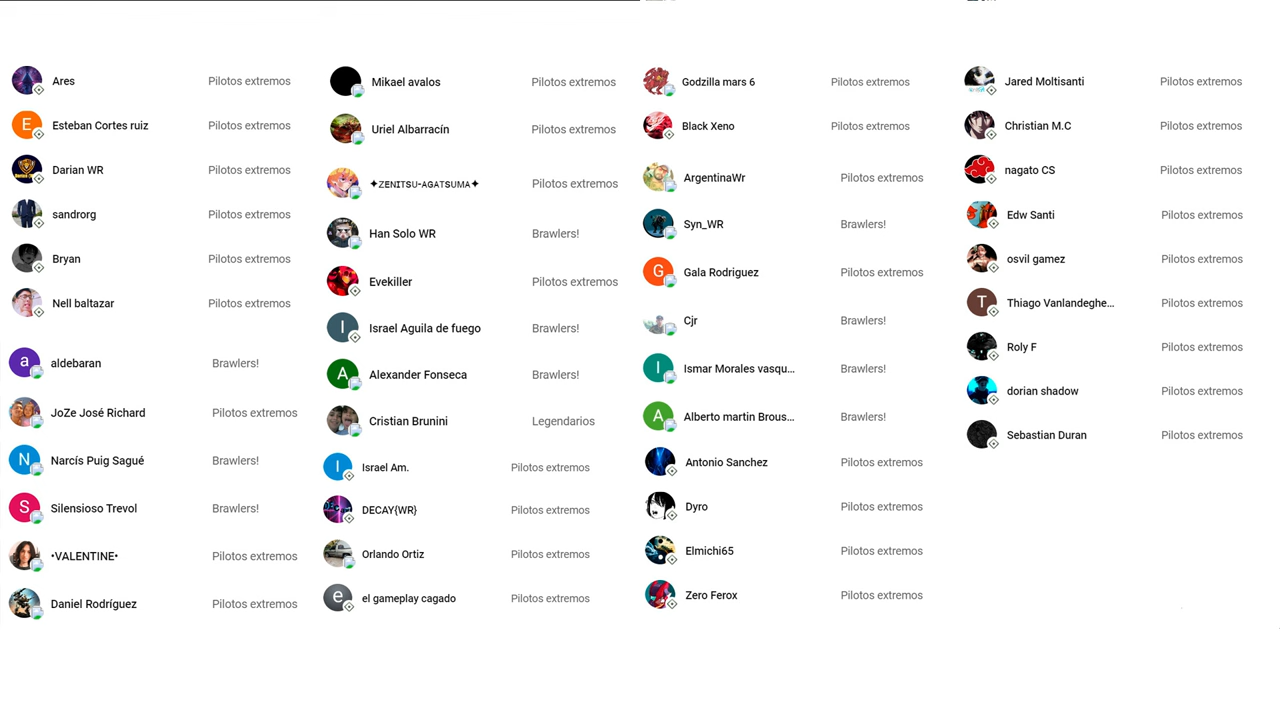 Ares Pilotos extremos
Esteban Cortes ruiz Pilotos extremos
Darian WR Pilotos extremos
sandrorg Pilotos extremos
Bryan Pilotos extremos
Nell baltazar Pilotos extremos
aldebaran Brawlers!
JoZe José Richard Pilotos extremos
Narcís Puig Sagué Brawlers!
Silensioso Trevol Brawlers!
•VALENTINE• Pilotos extremos
Daniel Rodríguez Pilotos extremos
Mikael avalos Pilotos extremos
Uriel Albarracín Pilotos extremos
✦ZENITSU-AGATSUMA✦ Pilotos extremos
Han Solo WR Brawlers!
Evekiller Pilotos extremos
Israel Aguila de fuego Brawlers!
Alexander Fonseca Brawlers!
Cristian Brunini Legendarios
Israel Am. Pilotos extremos
DECAY{WR} Pilotos extremos
Orlando Ortiz Pilotos extremos
el gameplay cagado Pilotos extremos
Godzilla mars 6 Pilotos extremos
Black Xeno Pilotos extremos
ArgentinaWr Pilotos extremos
Syn_WR Brawlers!
Gala Rodriguez Pilotos extremos
Cjr Brawlers!
Ismar Morales vasqu... Brawlers!
Alberto martin Brous... Brawlers!
Antonio Sanchez Pilotos extremos
Dyro Pilotos extremos
Elmichi65 Pilotos extremos
Zero Ferox Pilotos extremos
Jared Moltisanti Pilotos extremos
Christian M.C Pilotos extremos
nagato CS Pilotos extremos
Edw Santi Pilotos extremos
osvil gamez Pilotos extremos
Thiago Vanlandeghe... Pilotos extremos
Roly F Pilotos extremos
dorian shadow Pilotos extremos
Sebastian Duran Pilotos extremos